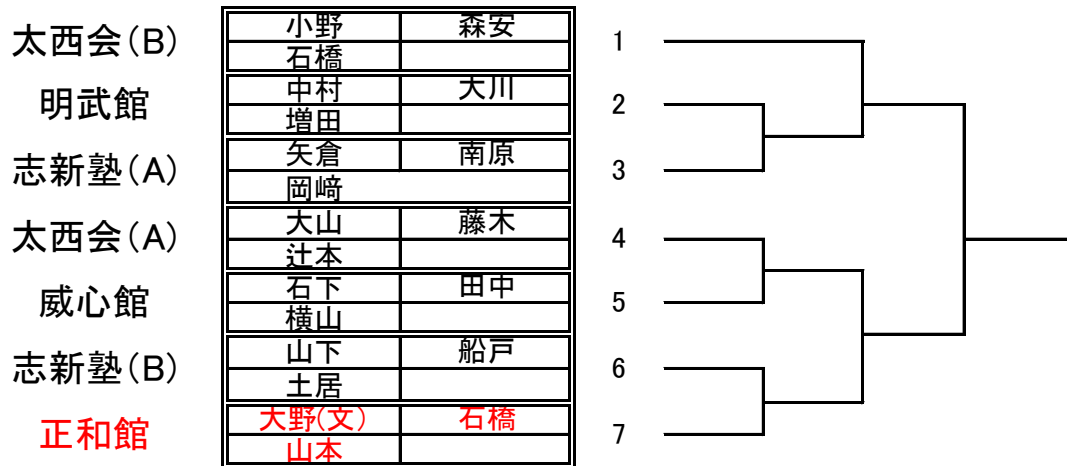 太西会(B) 小野 森安 1
石橋
明武館 中村 大川 2
増田
志新塾(A) 矢倉 南原 3
岡﨑
太西会(A) 大山 藤木 4
辻本
威心館 石下 田中 5
横山
志新塾(B) 山下 船戸 6
土居
正和館 大野(文) 石橋 7
山本